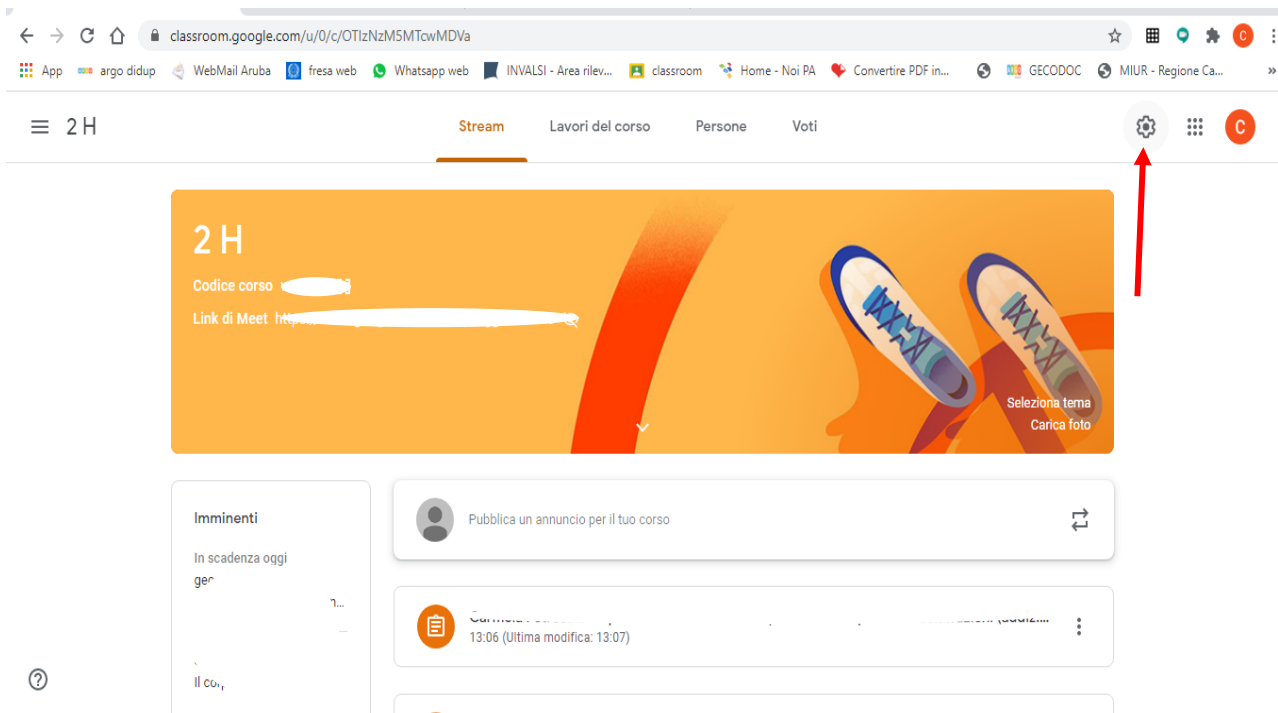 classroom.google.com/u/0/c/OTIzNzM5MTcwMDVa
App argo didup WebMail Aruba fresa web Whatsapp web INVALSI - Area rilev... classroom Home - Noi PA Convertire PDF in... GECODOC MIUR - Regione Ca... »
2 H Stream Lavori del corso Persone Voti C
2 H
Codice corso
Link di Meet
Seleziona tema
Carica foto
Imminenti
Pubblica un annuncio per il tuo corso
In scadenza oggi
13:06 (Ultima modifica: 13:07)
Il